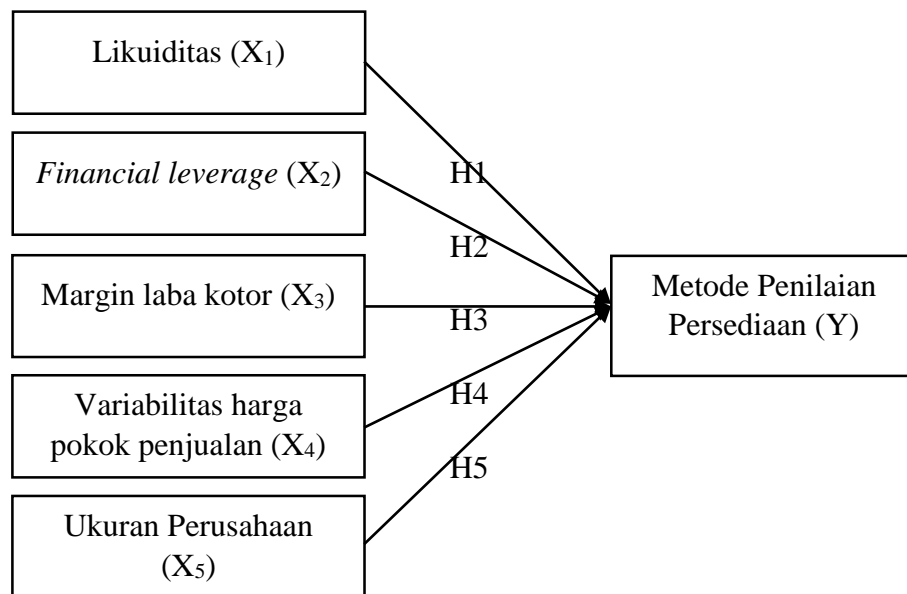 Likuiditas (X₁)
H1
Financial leverage (X₂)
H2
Margin laba kotor (X₃)
H3
Metode Penilaian
Persediaan (Y)
Variabilitas harga
pokok penjualan (X₄)
H4
H5
Ukuran Perusahaan
(X₅)